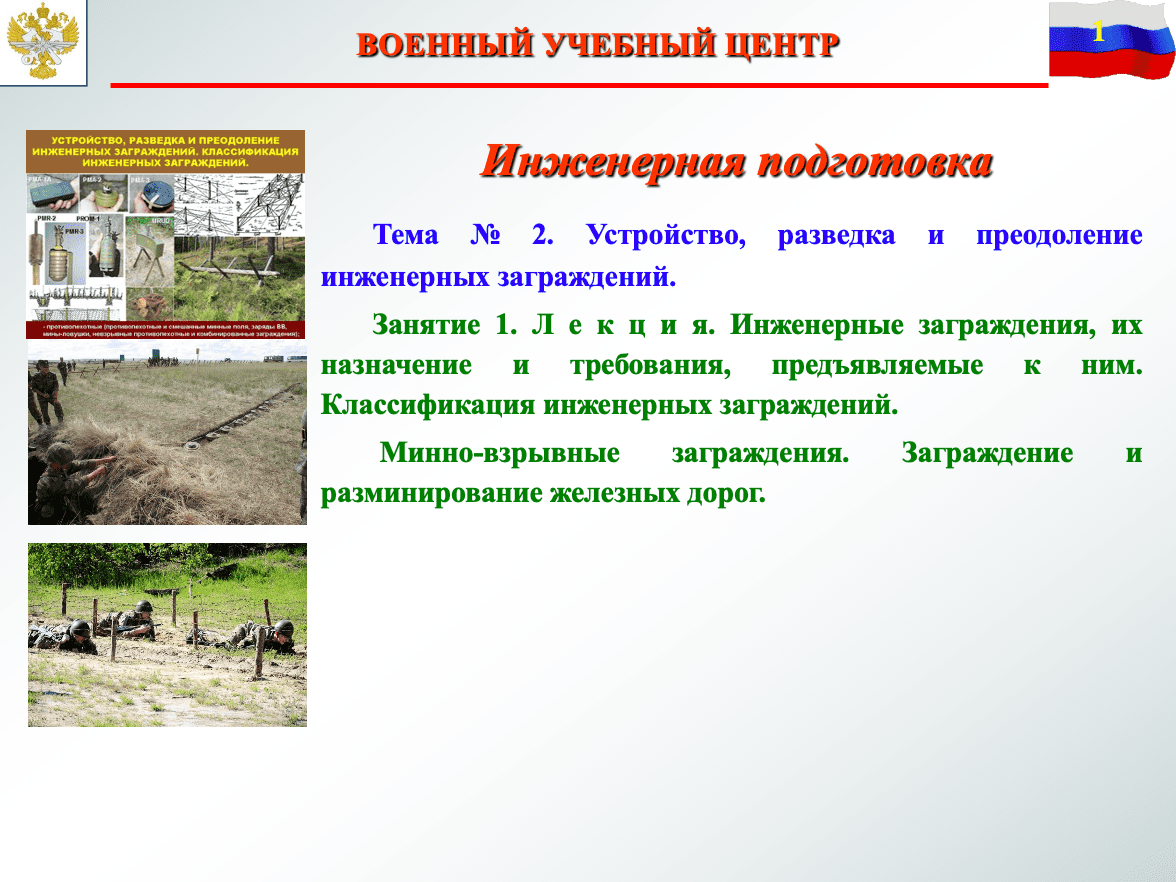 ВОЕННЫЙ УЧЕБНЫЙ ЦЕНТР
1
УСТРОЙСТВО, РАЗВЕДКА И ПРЕОДОЛЕНИЕ
ИНЖЕНЕРНЫХ ЗАГРАЖДЕНИЙ. КЛАССИФИКАЦИЯ
ИНЖЕНЕРНЫХ ЗАГРАЖДЕНИЙ.
PMA-1A PMA-2 PMA-3
PMR-2 PROM-1
PMR-3
MRUD
- противопехотные (противопехотные и смешанные минные поля, заряды ВВ,
мины-ловушки, невзрывные противопехотные и комбинированные заграждения);
Инженерная подготовка
Тема № 2. Устройство, разведка и преодоление
инженерных заграждений.
Занятие 1. Л е к ц и я. Инженерные заграждения, их
назначение и требования, предъявляемые к ним.
Классификация инженерных заграждений.
Минно-взрывные заграждения. Заграждение и
разминирование железных дорог.